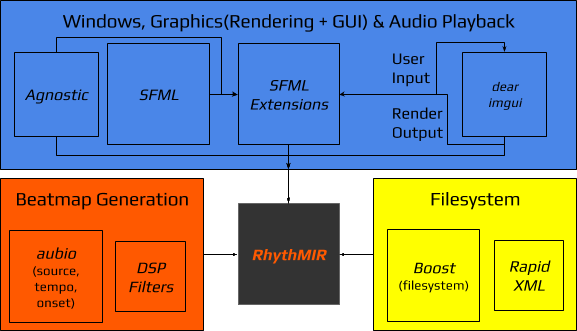 Windows, Graphics(Rendering + GUI) & Audio Playback
Agnostic
SFML
SFML
Extensions
User
Input
Render
Output
dear
imgui
Beatmap Generation
aubio
(source,
tempo,
onset)
DSP
Filters
RhythMIR
Filesystem
Boost
(filesystem)
Rapid
XML